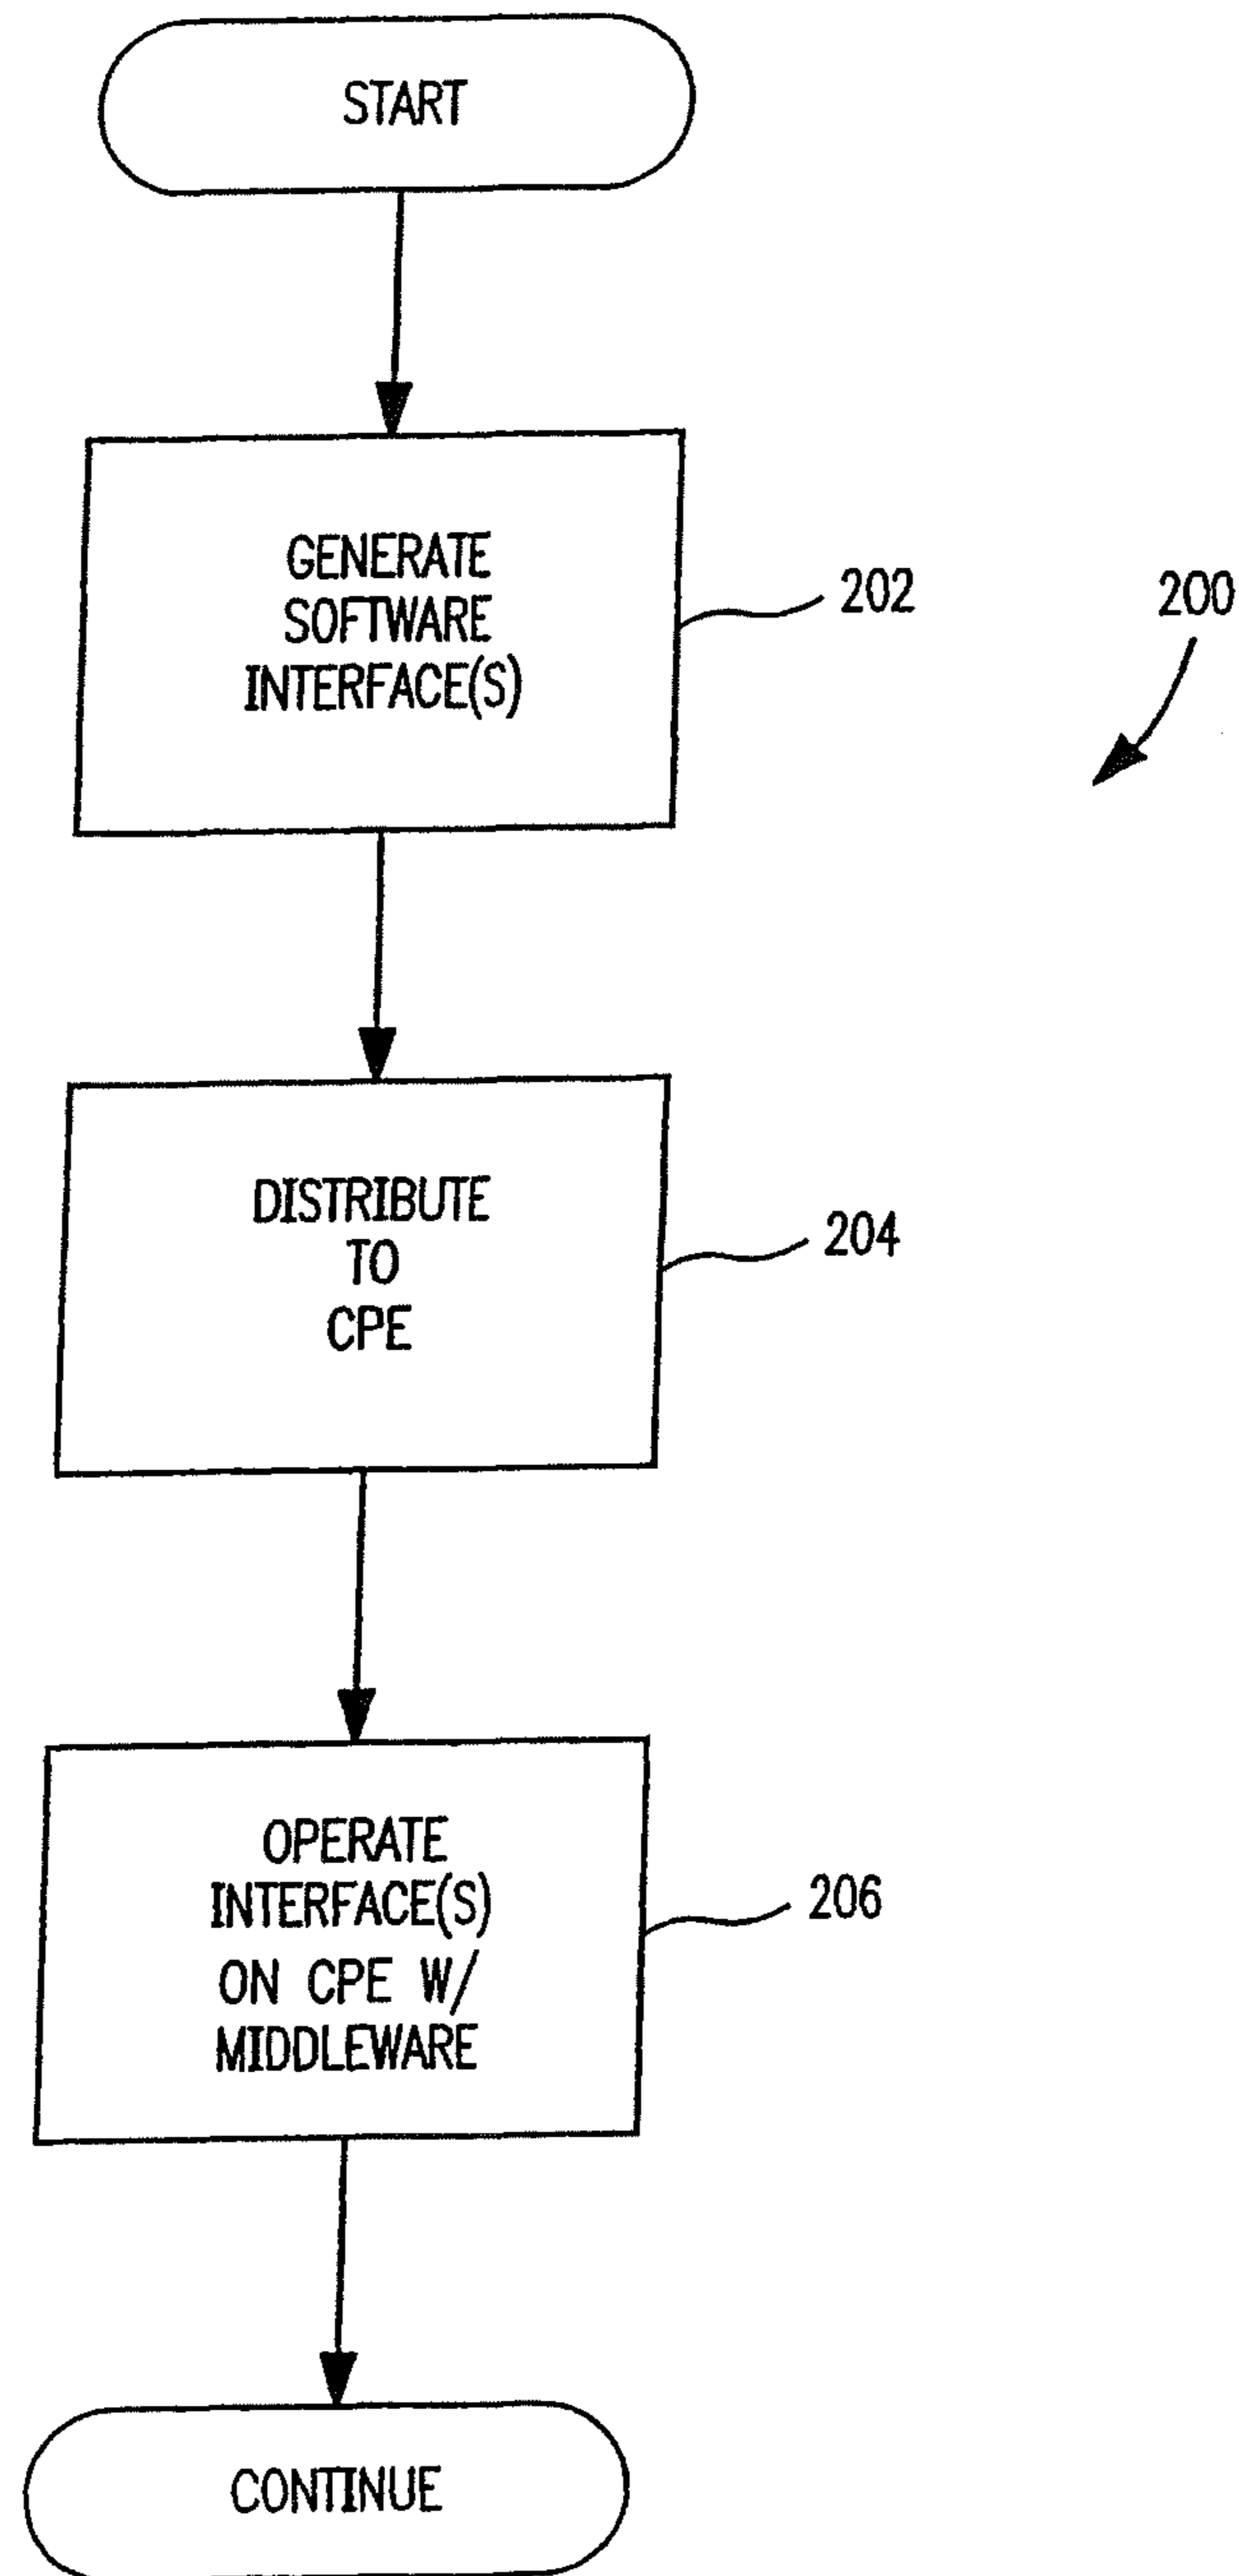 START
GENERATE
SOFTWARE
INTERFACE(S)
202
200
DISTRIBUTE
TO
CPE
204
OPERATE
INTERFACE(S)
ON CPE W/
MIDDLEWARE
206
CONTINUE